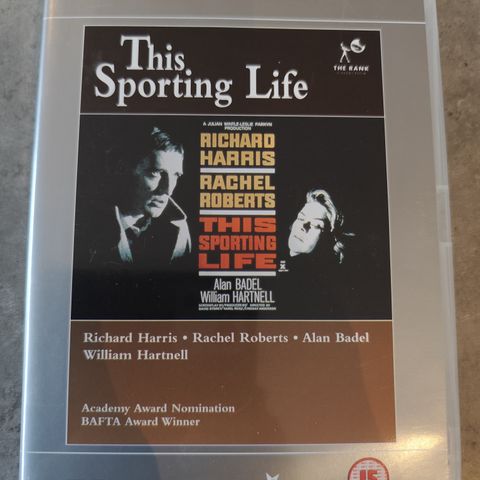 This
Sporting Life
THE RANK
COLLECTION
A JULIAN WINTLE-LESLIE PARKYN
PRODUCTION
RICHARD
HARRIS
RACHEL
ROBERTS
THIS
SPORTING
LIFE
X
Alan BADEL
William HARTNELL
Richard Harris • Rachel Roberts • Alan Badel
William Hartnell
Academy Award Nomination
BAFTA Award Winner
15